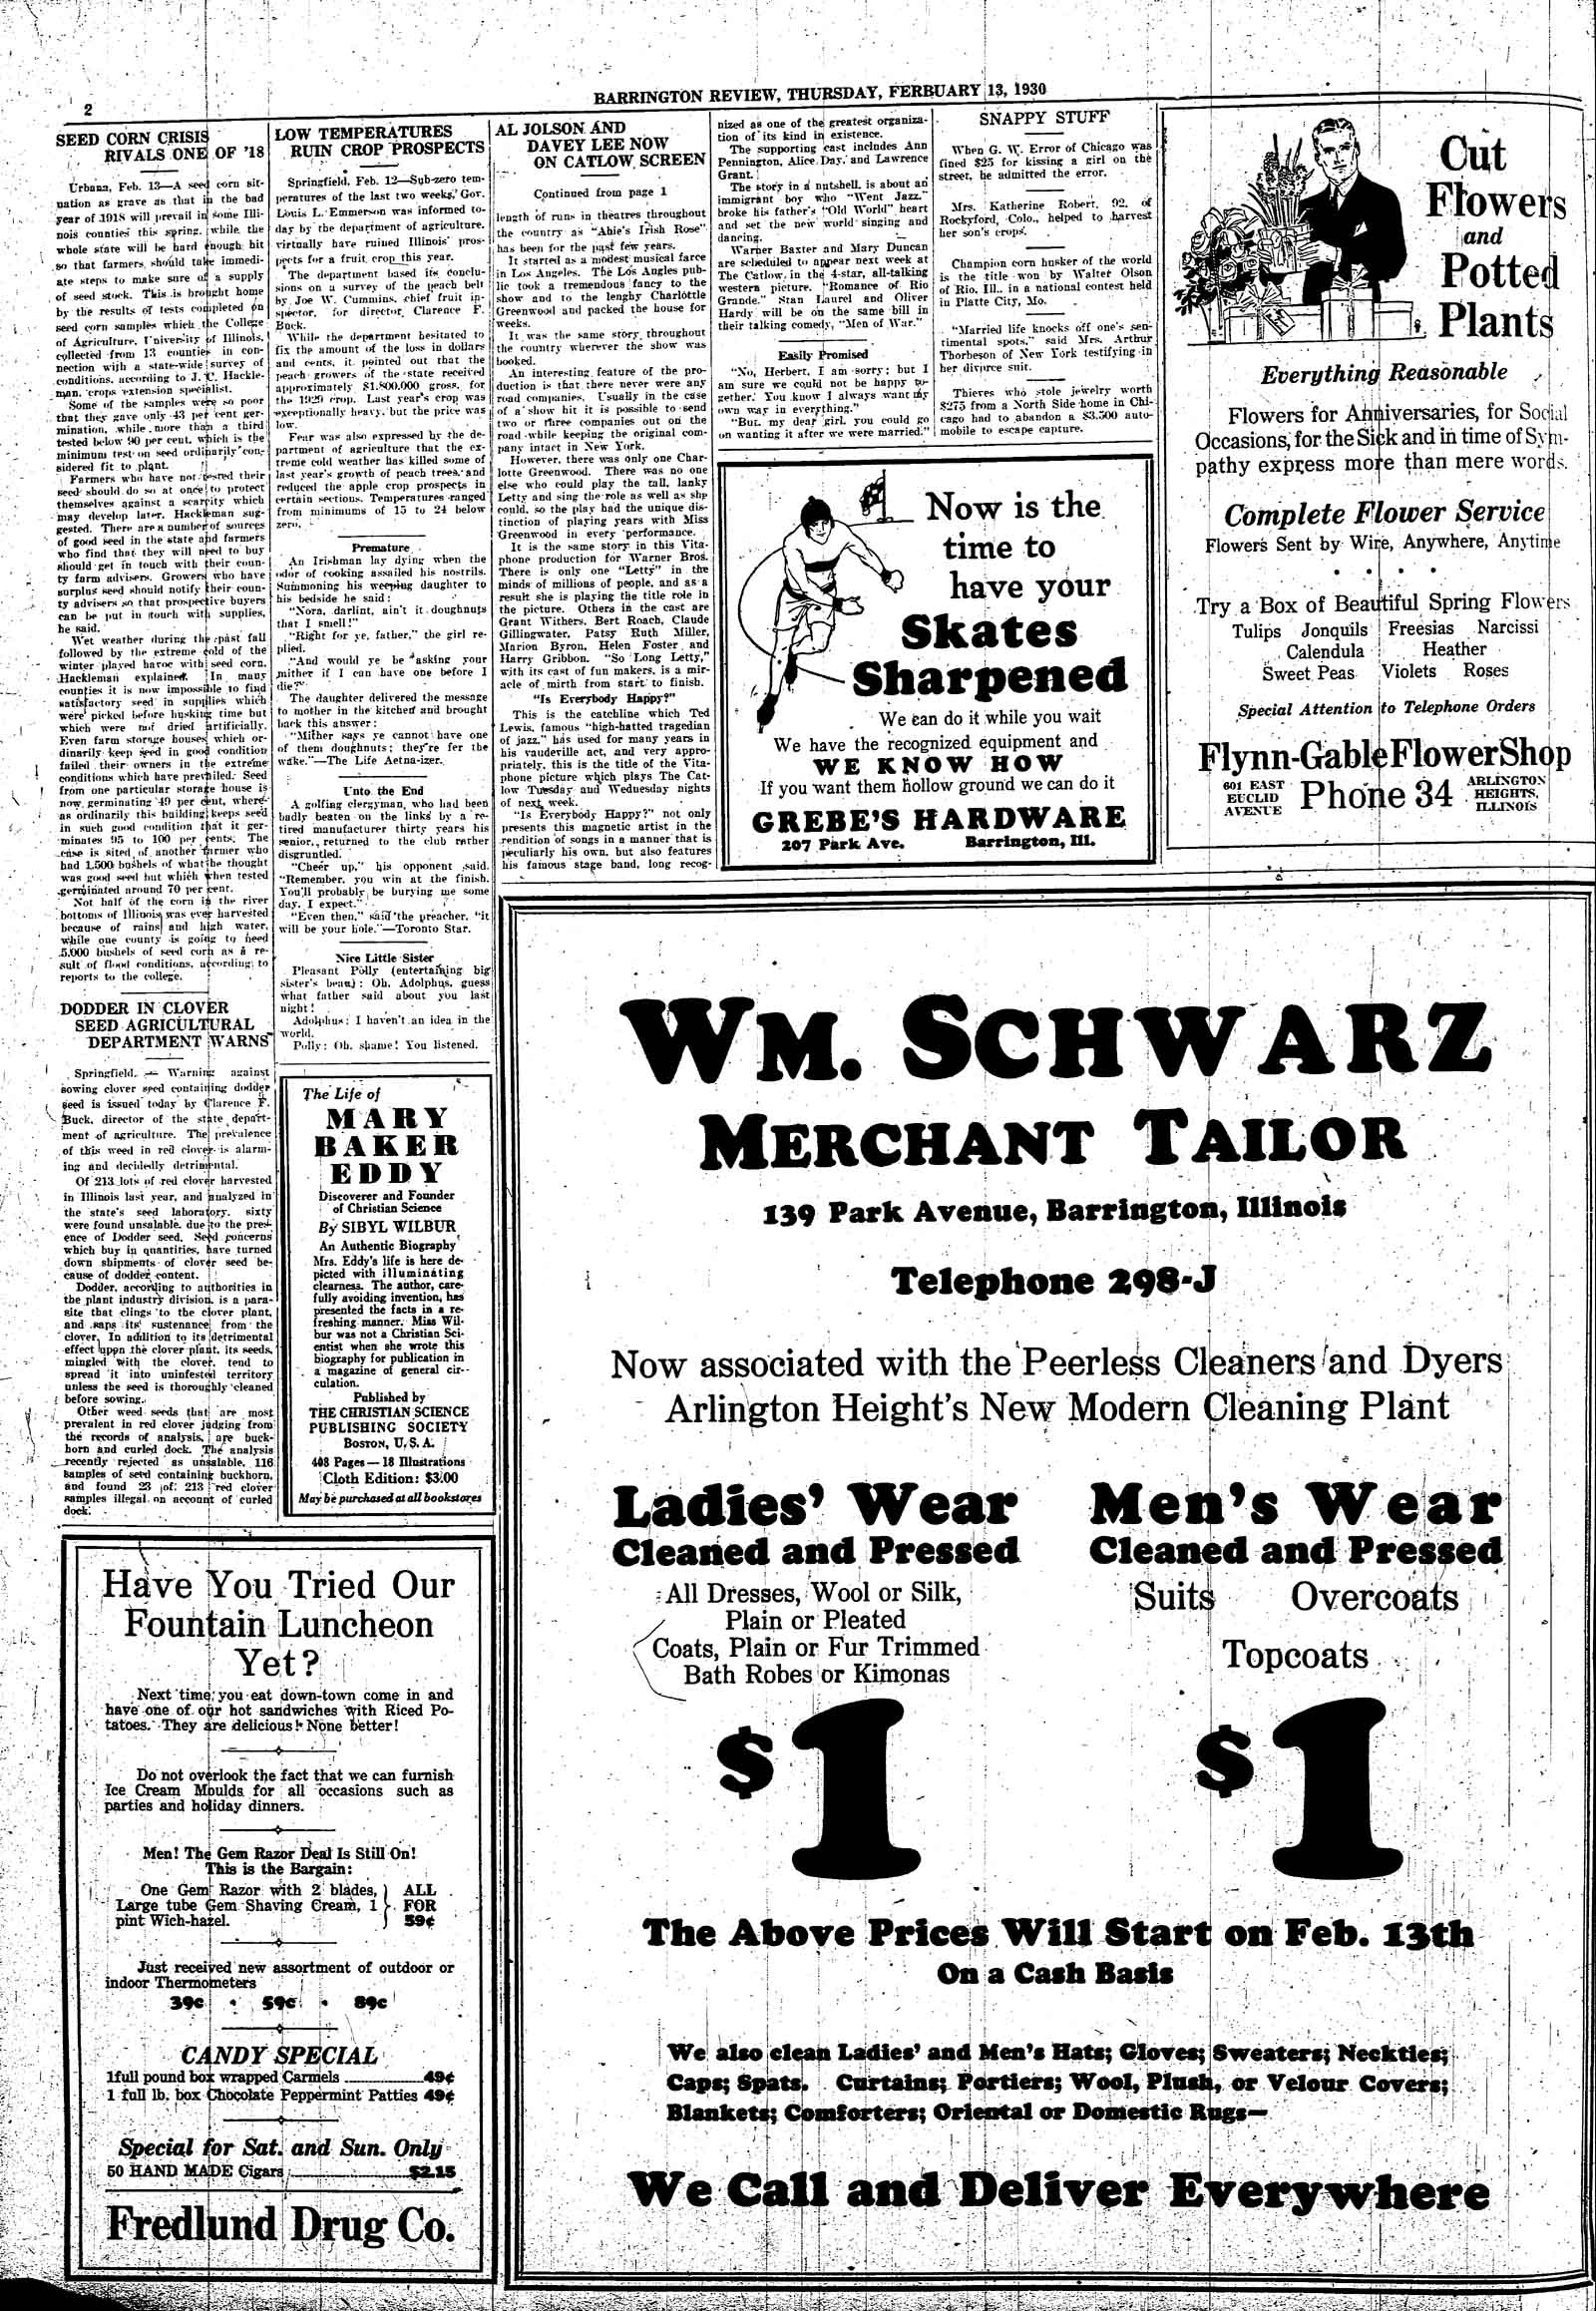 2
BARRINGTON REVIEW, THURSDAY, FERBUARY 13, 1930
SEED CORN CRISIS
RIVALS ONE OF '18
Urbana, Feb. 13—A seed corn sit-
uation as grave as that in the bad
year of 1918 will prevail in some Illi-
nois counties this spring, while the
whole state will be hard enough hit
so that farmers should take immedi-
ate steps to make sure of a supply
of seed stock. This is brought home
by the results of tests completed on
seed corn samples which the College
of Agriculture, University of Illinois,
collected from 13 counties in con-
nection with a state-wide survey of
conditions, according to J. C. Hackle-
man, crops extension specialist.
Some of the samples were so poor
that they gave only 43 per cent ger-
mination, while more than a third
tested below 90 per cent, which is the
minimum test on seed ordinarily con-
sidered fit to plant.
Farmers who have not tested their
seed should do so at once to protect
themselves against a scarcity which
may develop later, Hackleman sug-
gested. There are a number of sources
of good seed in the state and farmers
who find that they will need to buy
should get in touch with their coun-
ty farm advisers. Growers who have
surplus seed should notify their coun-
ty advisers so that prospective buyers
can be put in touch with supplies,
he said.
Wet weather during the past fall
followed by the extreme cold of the
winter played havoc with seed corn,
Hackleman explained. In many
counties it is now impossible to find
satisfactory seed in supplies which
were picked before husking time but
which were not dried artificially.
Even farm storage houses which or-
dinarily keep seed in good condition
failed their owners in the extreme
conditions which have prevailed. Seed
from one particular storage house is
now germinating 49 per cent, where-
as ordinarily this building keeps seed
in such good condition that it ger-
minates 95 to 100 per cents. The
case is sited of another farmer who
had 1,500 bushels of what he thought
was good seed but which when tested
germinated around 70 per cent.
Not half of the corn in the river
bottoms of Illinois was ever harvested
because of rains and high water,
while one county is going to need
5,000 bushels of seed corn as a re-
sult of flood conditions, according to
reports to the college.
DODDER IN CLOVER
SEED AGRICULTURAL
DEPARTMENT WARNS
Springfield. — Warning against
sowing clover seed containing dodder
seed is issued today by Clarence F.
Buck, director of the state depart-
ment of agriculture. The prevalence
of this weed in red clover is alarm-
ing and decidedly detrimental.
Of 213 lots of red clover harvested
in Illinois last year, and analyzed in
the state's seed laboratory, sixty
were found unsalable, due to the pres-
ence of Dodder seed. Seed concerns
which buy in quantities, have turned
down shipments of clover seed be-
cause of dodder content.
Dodder, according to authorities in
the plant industry division, is a para-
site that clings to the clover plant,
and saps its sustenance from the
clover. In addition to its detrimental
effect uppn the clover plant, its seeds,
mingled with the clover, tend to
spread it into uninfested territory
unless the seed is thoroughly cleaned
before sowing.
Other weed seeds that are most
prevalent in red clover judging from
the records of analysis, are buck-
horn and curled dock. The analysis
recently rejected as unsalable, 116
samples of seed containing buckhorn,
and found 23 of 213 red clover
samples illegal on account of curled
dock.
LOW TEMPERATURES
RUIN CROP PROSPECTS
Springfield, Feb. 12—Sub-zero tem-
peratures of the last two weeks, Gov.
Louis L. Emmerson was informed to-
day by the department of agriculture,
virtually have ruined Illinois' pros-
pects for a fruit crop this year.
The department based its conclu-
sions on a survey of the peach belt
by Joe W. Cummins, chief fruit in-
spector, for director Clarence F.
Buck.
While the department hesitated to
fix the amount of the loss in dollars
and cents, it pointed out that the
peach growers of the state received
approximately $1,800,000 gross, for
the 1929 crop. Last year's crop was
exceptionally heavy, but the price was
low.
Fear was also expressed by the de-
partment of agriculture that the ex-
treme cold weather has killed some of
last year's growth of peach trees, and
reduced the apple crop prospects in
certain sections. Temperatures ranged
from minimums of 15 to 24 below
zero.
Premature
An Irishman lay dying when the
odor of cooking assailed his nostrils.
Summoning his weeping daughter to
his bedside he said:
"Nora, darlint, ain't it doughnuts
that I smell!"
"Right for ye, father," the girl re-
plied.
"And would ye be asking your
mither if I can have one before I
die?"
The daughter delivered the message
to mother in the kitchen and brought
back this answer:
"Mither says ye cannot have one
of them doughnuts; they're fer the
wake."—The Life Aetna-izer.
Unto the End
A golfing clergyman, who had been
badly beaten on the links by a re-
tired manufacturer thirty years his
senior, returned to the club rather
disgruntled.
"Cheer up," his opponent said.
"Remember, you win at the finish.
You'll probably be burying me some
day, I expect."
"Even then," said the preacher, "it
will be your hole."—Toronto Star.
Nice Little Sister
Pleasant Polly (entertaining big
sister's beau): Oh, Adolphus, guess
what father said about you last
night!
Adolphus: I haven't an idea in the
world.
Polly: Oh, shame! You listened.
The Life of
MARY
BAKER
EDDY
Discoverer and Founder
of Christian Science
By SIBYL WILBUR
An Authentic Biography
Mrs. Eddy's life is here de-
picted with illuminating
clearness. The author, care-
fully avoiding invention, has
presented the facts in a re-
freshing manner. Miss Wil-
bur was not a Christian Sci-
entist when she wrote this
biography for publication in
a magazine of general cir-
culation.
Published by
THE CHRISTIAN SCIENCE
PUBLISHING SOCIETY
BOSTON, U. S. A.
408 Pages — 18 Illustrations
Cloth Edition: $3.00
May be purchased at all bookstores
AL JOLSON AND
DAVEY LEE NOW
ON CATLOW SCREEN
Continued from page 1
length of runs in theatres throughout
the country as "Abie's Irish Rose"
has been for the past few years.
It started as a modest musical farce
in Los Angeles. The Los Angles pub-
lic took a tremendous fancy to the
show and to the lengby Charlottle
Greenwood and packed the house for
weeks.
It was the same story throughout
the country wherever the show was
booked.
An interesting feature of the pro-
duction is that there never were any
road companies. Usually in the case
of a show hit it is possible to send
two or three companies out on the
road while keeping the original com-
pany intact in New York.
However, there was only one Char-
lotte Greenwood. There was no one
else who could play the tall, lanky
Letty and sing the role as well as she
could, so the play had the unique dis-
tinction of playing years with Miss
Greenwood in every performance.
It is the same story in this Vita-
phone production for Warner Bros.
There is only one "Letty" in the
minds of millions of people, and as a
result she is playing the title role in
the picture. Others in the cast are
Grant Withers, Bert Roach, Claude
Gillingwater, Patsy Ruth Miller,
Marion Byron, Helen Foster and
Harry Gribbon. "So Long Letty,"
with its cast of fun makers, is a mir-
acle of mirth from start to finish.
"Is Everybody Happy?"
This is the catchline which Ted
Lewis, famous "high-hatted tragedian
of jazz," has used for many years in
his vaudeville act, and very appro-
priately, this is the title of the Vita-
phone picture which plays The Cat-
low Tuesday and Wednesday nights
of next week.
"Is Everybody Happy?" not only
presents this magnetic artist in the
rendition of songs in a manner that is
peculiarly his own, but also features
his famous stage band, long recog-
nized as one of the greatest organiza-
tion of its kind in existence.
The supporting cast includes Ann
Pennington, Alice Day, and Lawrence
Grant.
The story in a nutshell, is about an
immigrant boy who "Went Jazz,"
broke his father's "Old World" heart
and set the new world singing and
dancing.
Warner Baxter and Mary Duncan
are scheduled to appear next week at
The Catlow, in the 4-star, all-talking
western picture, "Romance of Rio
Grande." Stan Laurel and Oliver
Hardy will be on the same bill in
their talking comedy, "Men of War."
Easily Promised
"No, Herbert, I am sorry; but I
am sure we could not be happy to-
gether. You know I always want my
own way in everything."
"But, my dear girl, you could go
on wanting it after we were married."
SNAPPY STUFF
When G. W. Error of Chicago was
fined $25 for kissing a girl on the
street, he admitted the error.
Mrs. Katherine Robert, 92, of
Rockyford, Colo., helped to harvest
her son's crops.
Champion corn husker of the world
is the title won by Walter Olson
of Rio, Ill., in a national contest held
in Platte City, Mo.
"Married life knocks off one's sen-
timental spots," said Mrs. Arthur
Thorbeson of New York testifying in
her divorce suit.
Thieves who stole jewelry worth
$275 from a North Side home in Chi-
cago had to abandon a $3,500 auto-
mobile to escape capture.
Now is the
time to
have your
Skates
Sharpened
We can do it while you wait
We have the recognized equipment and
WE KNOW HOW
If you want them hollow ground we can do it
GREBE'S HARDWARE
207 Park Ave. Barrington, Ill.
Cut
Flowers
and
Potted
Plants
Everything Reasonable
Flowers for Anniversaries, for Social
Occasions, for the Sick and in time of Sym-
pathy express more than mere words.
Complete Flower Service
Flowers Sent by Wire, Anywhere, Anytime
Try a Box of Beautiful Spring Flowers
Tulips Jonquils Freesias Narcissi
Calendula Heather
Sweet Peas Violets Roses
Special Attention to Telephone Orders
Flynn-Gable Flower Shop
601 EAST
EUCLID
AVENUE
Phone 34
ARLINGTON
HEIGHTS,
ILLINOIS
WM. SCHWARZ
MERCHANT TAILOR
139 Park Avenue, Barrington, Illinois
Telephone 298-J
Now associated with the Peerless Cleaners and Dyers
Arlington Height's New Modern Cleaning Plant
Ladies' Wear
Cleaned and Pressed
All Dresses, Wool or Silk,
Plain or Pleated
Coats, Plain or Fur Trimmed
Bath Robes or Kimonas
$1
Men's Wear
Cleaned and Pressed
Suits Overcoats
Topcoats
$1
The Above Prices Will Start on Feb. 13th
On a Cash Basis
We also clean Ladies' and Men's Hats; Gloves; Sweaters; Neckties;
Caps; Spats. Curtains; Portiers; Wool, Plush, or Velour Covers;
Blankets; Comforters; Oriental or Domestic Rugs—
We Call and Deliver Everywhere
Have You Tried Our
Fountain Luncheon
Yet?
Next time you eat down-town come in and
have one of our hot sandwiches with Riced Po-
tatoes. They are delicious! None better!
Do not overlook the fact that we can furnish
Ice Cream Moulds for all occasions such as
parties and holiday dinners.
Men! The Gem Razor Deal Is Still On!
This is the Bargain:
One Gem Razor with 2 blades, ALL
Large tube Gem Shaving Cream, 1 FOR
pint Wich-hazel. 59¢
Just received new assortment of outdoor or
indoor Thermometers
39c • 59c • 89c
CANDY SPECIAL
1full pound box wrapped Carmels 49¢
1 full lb. box Chocolate Peppermint Patties 49¢
Special for Sat. and Sun. Only
50 HAND MADE Cigars $2.15
Fredlund Drug Co.